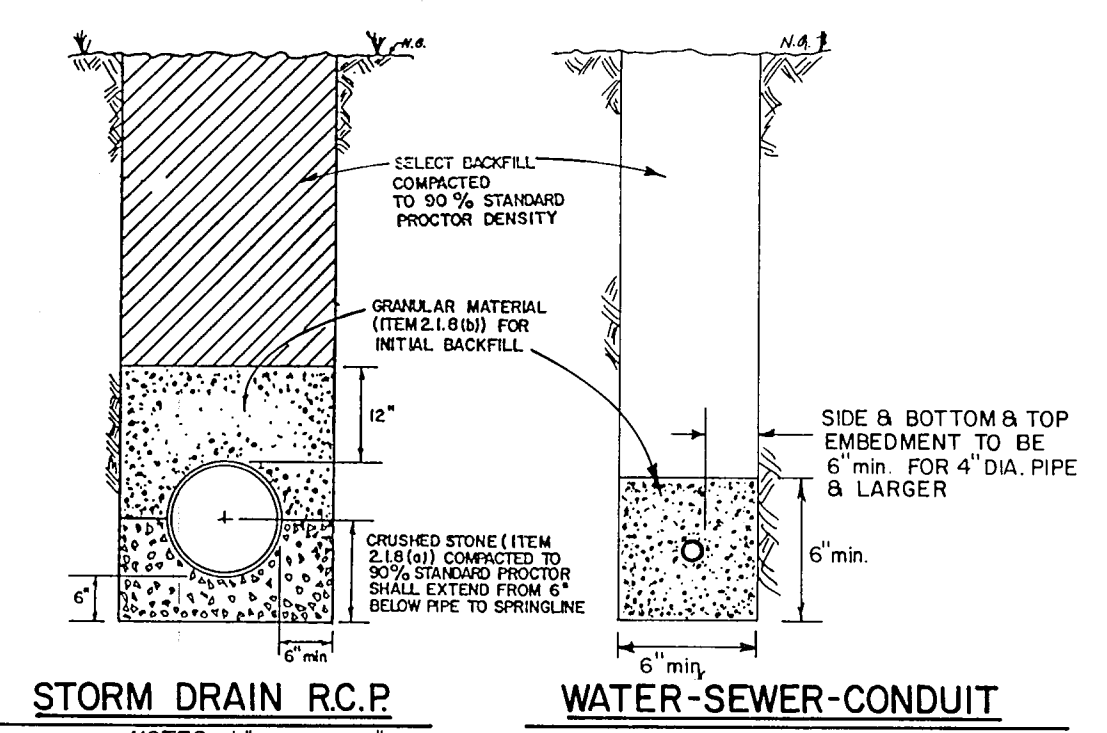 N.G.
N.G.
SELECT BACKFILL
COMPACTED
TO 90% STANDARD
PROCTOR DENSITY
GRANULAR MATERIAL
(ITEM 2.1.8(b)) FOR
INITIAL BACKFILL
12"
SIDE & BOTTOM & TOP
EMBEDMENT TO BE
6"min. FOR 4" DIA. PIPE
& LARGER
CRUSHED STONE (ITEM
2.1.8(a)) COMPACTED TO
90% STANDARD PROCTOR
SHALL EXTEND FROM 6"
BELOW PIPE TO SPRINGLINE
6"min.
6"
6"min
6"min.
STORM DRAIN R.C.P.
WATER-SEWER-CONDUIT